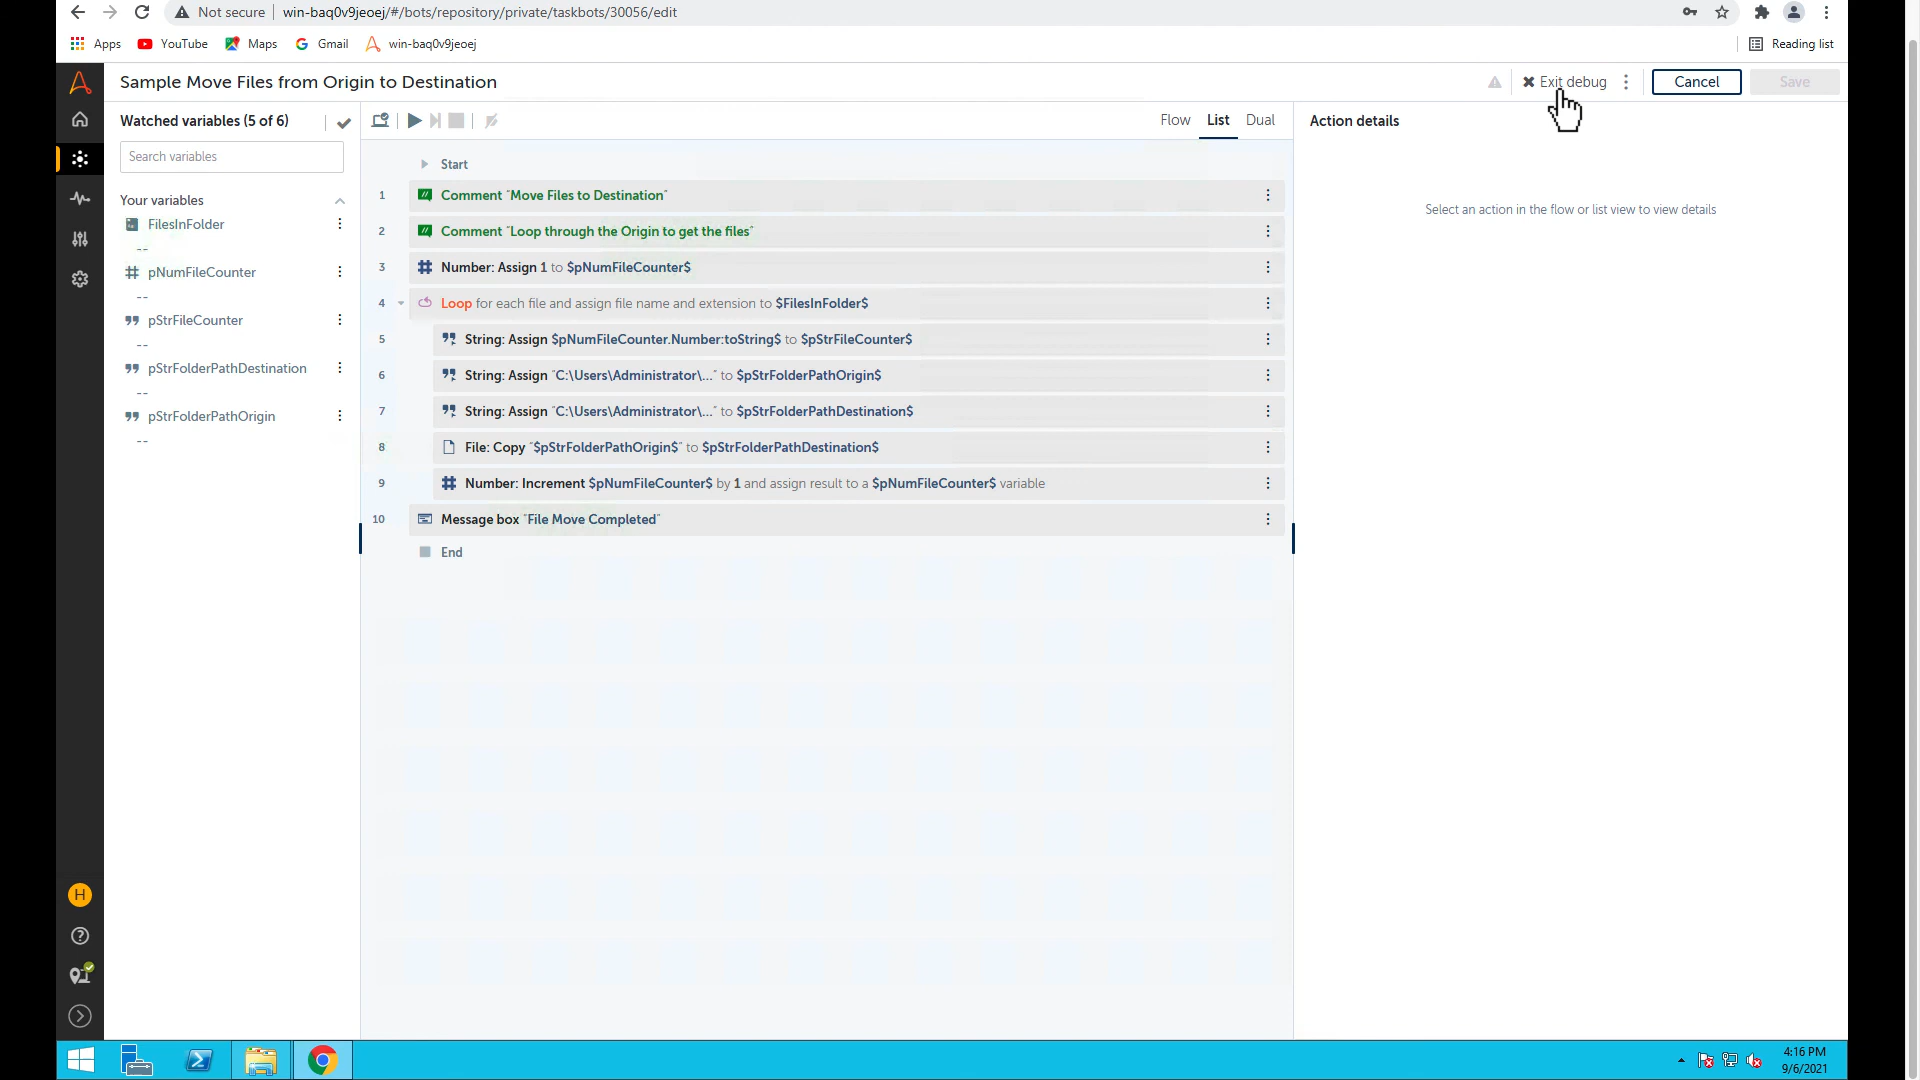 Not secure win-baq0v9jeoej/#/bots/repository/private/taskbots/30056/edit
Apps YouTube Maps Gmail win-baq0v9jeoej Reading list
Sample Move Files from Origin to Destination Exit debug Cancel Save
Watched variables (5 of 6) Flow List Dual Action details
Search variables
Your variables
FilesInFolder
--
pNumFileCounter
--
pStrFileCounter
--
pStrFolderPathDestination
--
pStrFolderPathOrigin
--
Start
1 Comment "Move Files to Destination"
2 Comment "Loop through the Origin to get the files"
3 Number: Assign 1 to $pNumFileCounter$
4 Loop for each file and assign file name and extension to $FilesInFolder$
5 String: Assign $pNumFileCounter.Number:toString$ to $pStrFileCounter$
6 String: Assign "C:\Users\Administrator\..." to $pStrFolderPathOrigin$
7 String: Assign "C:\Users\Administrator\..." to $pStrFolderPathDestination$
8 File: Copy "$pStrFolderPathOrigin$" to $pStrFolderPathDestination$
9 Number: Increment $pNumFileCounter$ by 1 and assign result to a $pNumFileCounter$ variable
10 Message box "File Move Completed"
End
Select an action in the flow or list view to view details
H
4:16 PM
9/6/2021